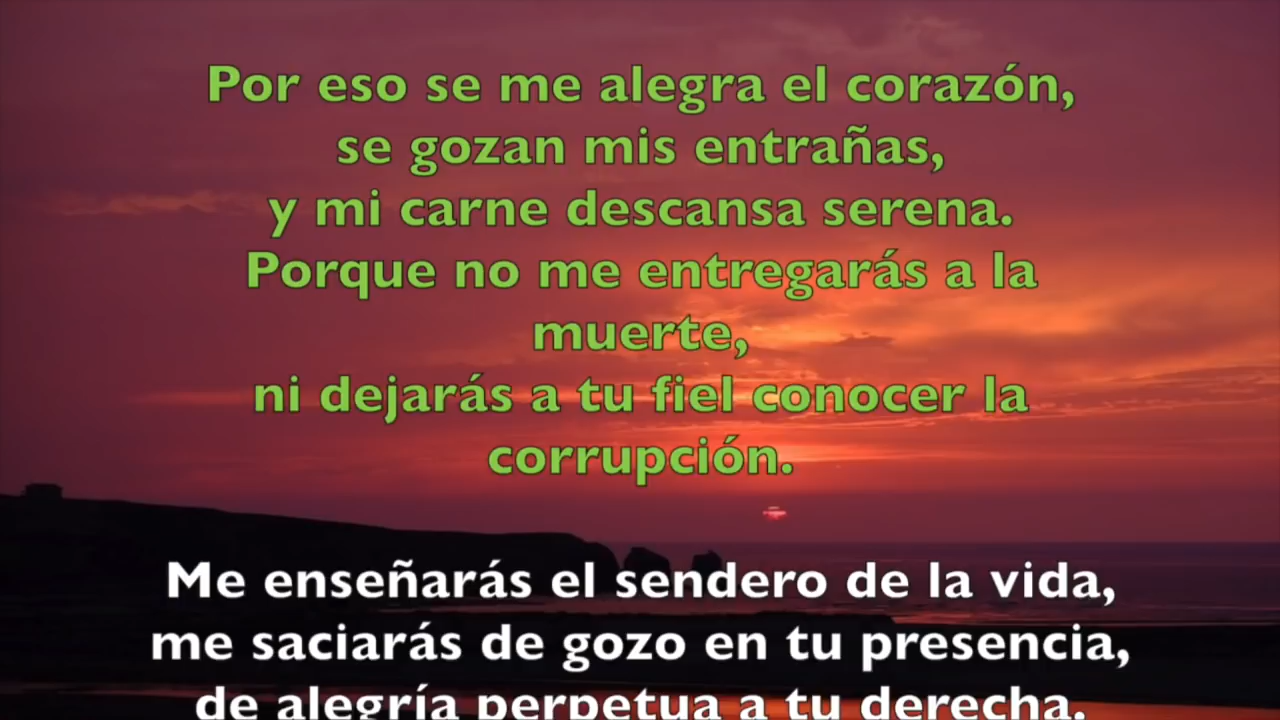 Por eso se me alegra el corazón,
se gozan mis entrañas,
y mi carne descansa serena.
Porque no me entregarás a la
muerte,
ni dejarás a tu fiel conocer la
corrupción.
Me enseñarás el sendero de la vida,
me saciarás de gozo en tu presencia,
de alegría perpetua a tu derecha.